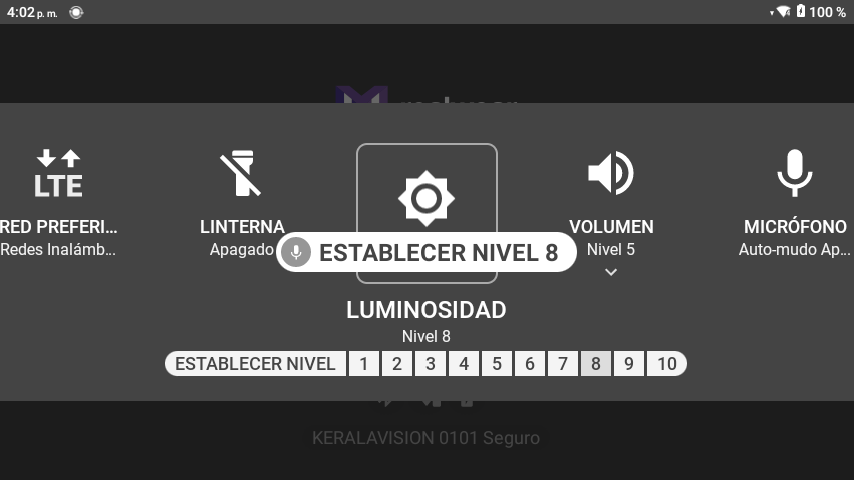 4:02 p. m.
100 %
LTE
RED PREFERI...
Redes Inalámb...
LINTERNA
Apagado
ESTABLECER NIVEL 8
VOLUMEN
Nivel 5
MICRÓFONO
Auto-mudo Ap...
LUMINOSIDAD
Nivel 8
ESTABLECER NIVEL 1 2 3 4 5 6 7 8 9 10
KERALAVISION 0101 Seguro